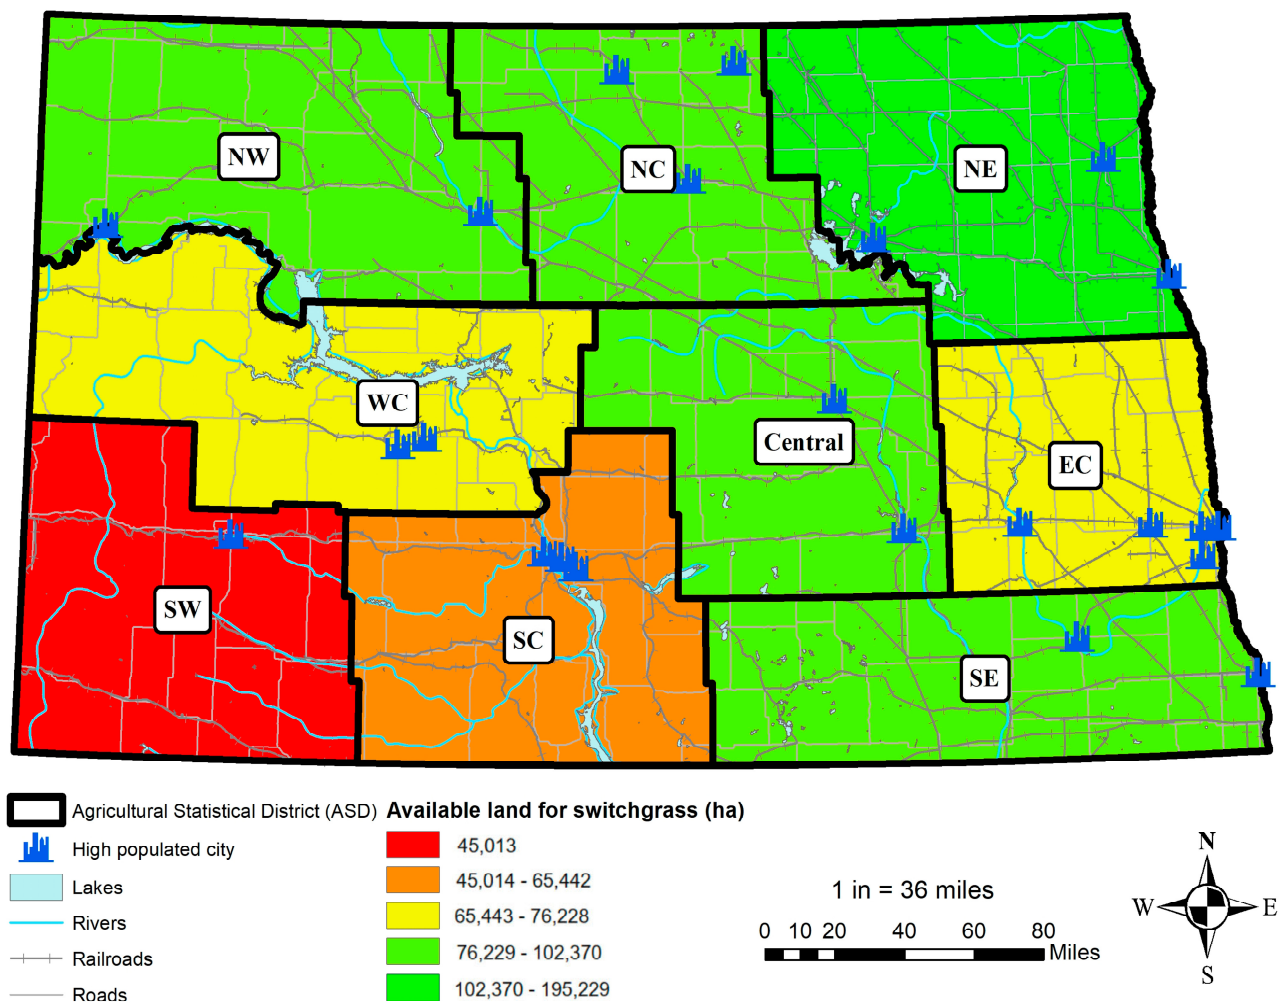 NW
NC
NE
WC
Central
EC
SW
SC
SE
Agricultural Statistical District (ASD)
High populated city
Lakes
Rivers
Railroads
Roads
Available land for switchgrass (ha)
45,013
45,014 - 65,442
65,443 - 76,228
76,229 - 102,370
102,370 - 195,229
1 in = 36 miles
0 10 20 40 60 80
Miles
N
W E
S